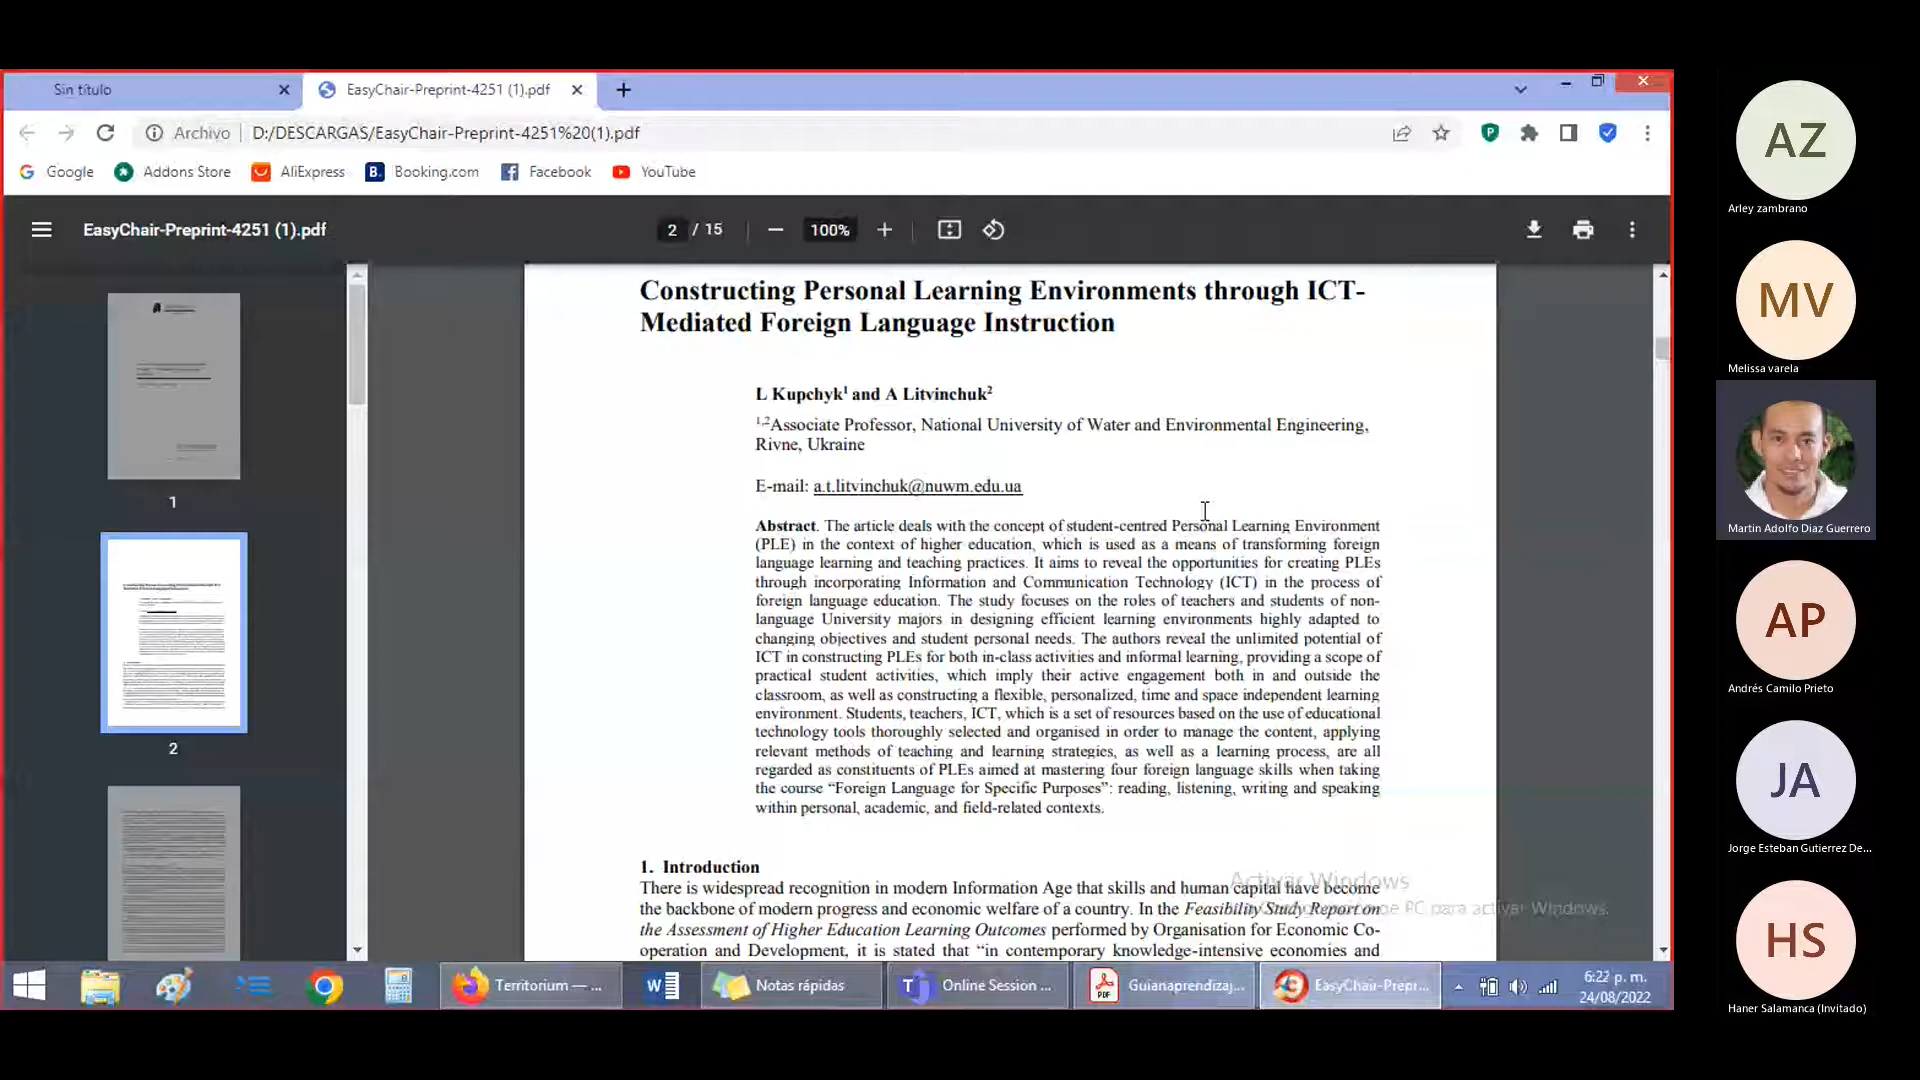 Sin título
EasyChair-Preprint-4251 (1).pdf
Archivo
D:/DESCARGAS/EasyChair-Preprint-4251%20(1).pdf
Google
Addons Store
AliExpress
B.
Booking.com
Facebook
YouTube
EasyChair-Preprint-4251 (1).pdf
2 / 15
100%
1
2
Constructing Personal Learning Environments through ICT-
Mediated Foreign Language Instruction
L Kupchyk1 and A Litvinchuk2
1,2Associate Professor, National University of Water and Environmental Engineering,
Rivne, Ukraine
E-mail: a.t.litvinchuk@nuwm.edu.ua
Abstract. The article deals with the concept of student-centred Personal Learning Environment
(PLE) in the context of higher education, which is used as a means of transforming foreign
language learning and teaching practices. It aims to reveal the opportunities for creating PLEs
through incorporating Information and Communication Technology (ICT) in the process of
foreign language education. The study focuses on the roles of teachers and students of non-
language University majors in designing efficient learning environments highly adapted to
changing objectives and student personal needs. The authors reveal the unlimited potential of
ICT in constructing PLEs for both in-class activities and informal learning, providing a scope of
practical student activities, which imply their active engagement both in and outside the
classroom, as well as constructing a flexible, personalized, time and space independent learning
environment. Students, teachers, ICT, which is a set of resources based on the use of educational
technology tools thoroughly selected and organised in order to manage the content, applying
relevant methods of teaching and learning strategies, as well as a learning process, are all
regarded as constituents of PLEs aimed at mastering four foreign language skills when taking
the course “Foreign Language for Specific Purposes”: reading, listening, writing and speaking
within personal, academic, and field-related contexts.
1. Introduction
There is widespread recognition in modern Information Age that skills and human capital have become
the backbone of modern progress and economic welfare of a country. In the Feasibility Study Report on
the Assessment of Higher Education Learning Outcomes performed by Organisation for Economic Co-
operation and Development, it is stated that “in contemporary knowledge-intensive economies and
Activar Windows
de PC para activar Windows.
Territorium — ...
Notas rápidas
Online Session ...
Guianaprendizaj...
EasyChair-Prepr...
6:22 p. m.
24/08/2022
AZ
Arley zambrano
MV
Melissa varela
Martin Adolfo Diaz Guerrero
AP
Andrés Camilo Prieto
JA
Jorge Esteban Gutierrez De...
HS
Haner Salamanca (Invitado)